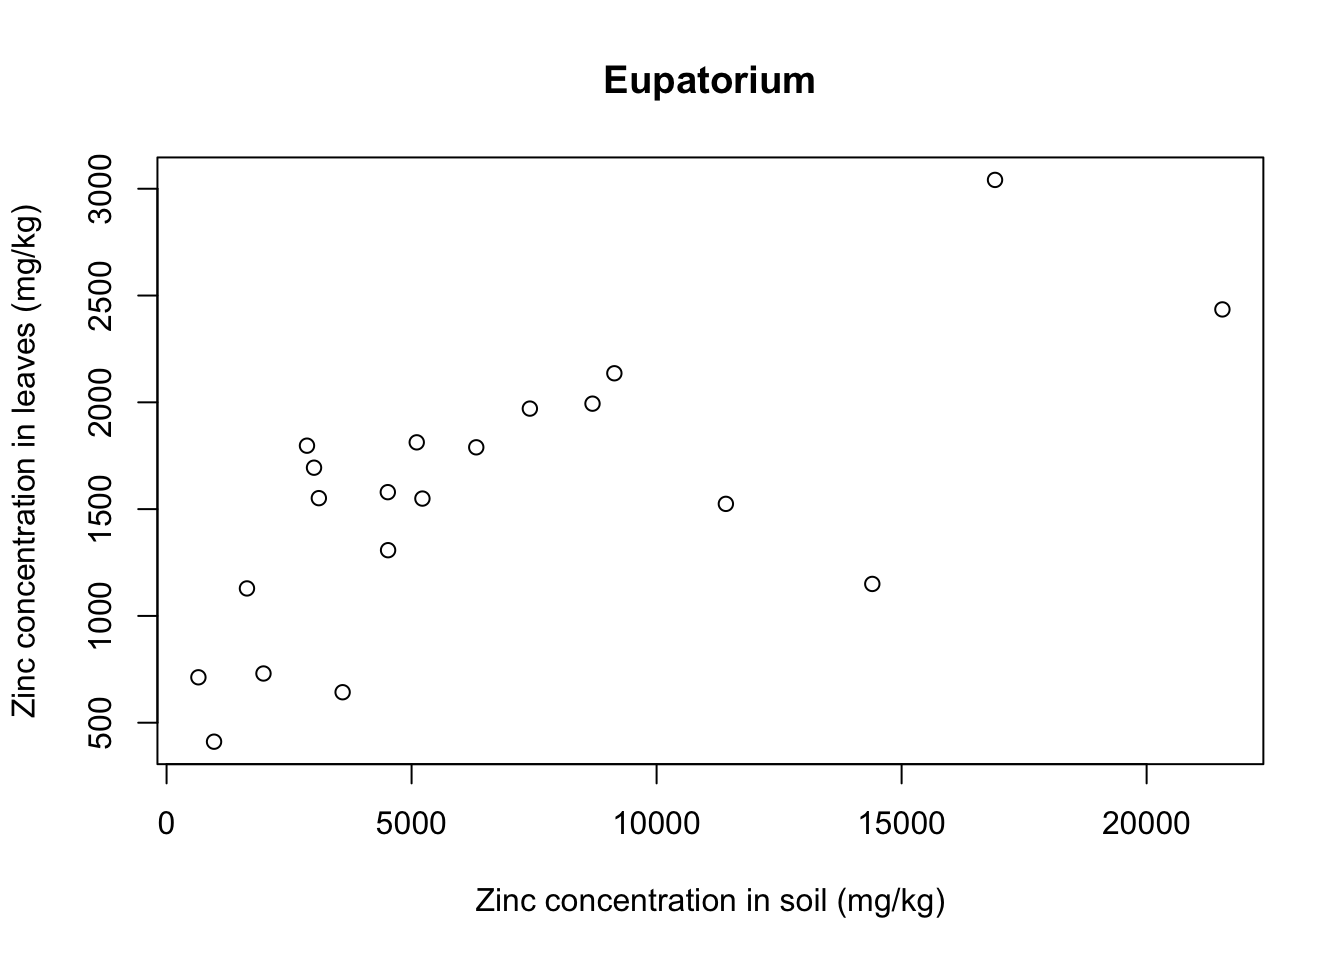 Eupatorium
Zinc concentration in leaves (mg/kg)
3000
2500
2000
1500
1000
500
0 5000 10000 15000 20000
Zinc concentration in soil (mg/kg)